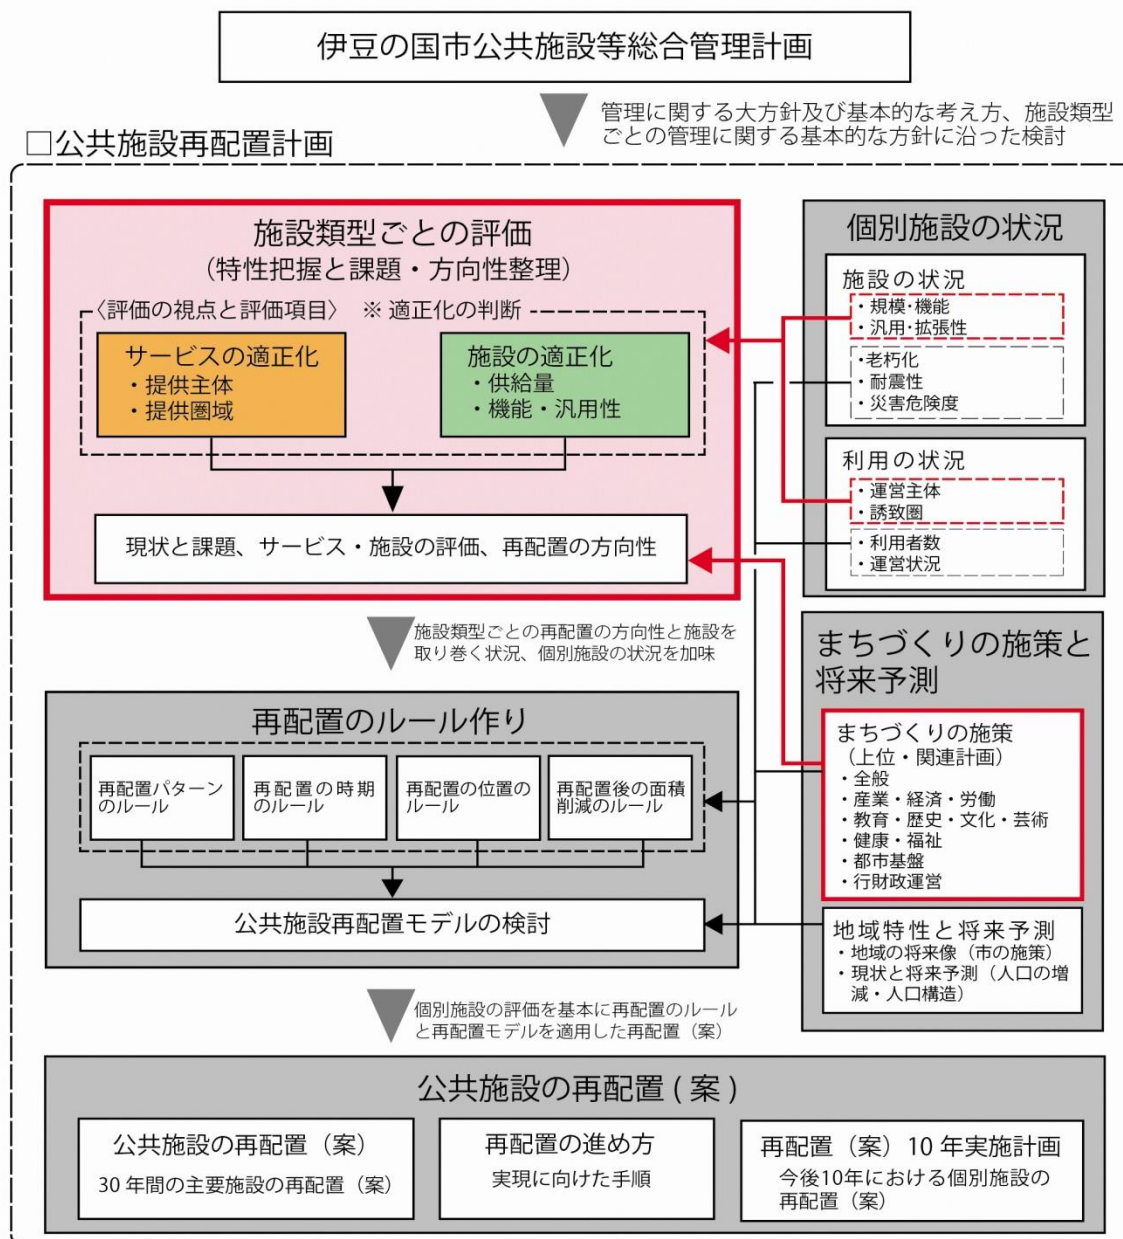 伊豆の国市公共施設等総合管理計画
管理に関する大方針及び基本的な考え方、施設類型
ごとの管理に関する基本的な方針に沿った検討
□公共施設再配置計画
施設類型ごとの評価
（特性把握と課題・方向性整理）
〈評価の視点と評価項目〉 ※ 適正化の判断
サービスの適正化
・提供主体
・提供圏域
施設の適正化
・供給量
・機能・汎用性
現状と課題、サービス・施設の評価、再配置の方向性
個別施設の状況
施設の状況
・規模・機能
・汎用・拡張性
・老朽化
・耐震性
・災害危険度
利用の状況
・運営主体
・誘致圏
・利用者数
・運営状況
施設類型ごとの再配置の方向性と施設を
取り巻く状況、個別施設の状況を加味
まちづくりの施策と
将来予測
まちづくりの施策
（上位・関連計画）
・全般
・産業・経済・労働
・教育・歴史・文化・芸術
・健康・福祉
・都市基盤
・行財政運営
地域特性と将来予測
・地域の将来像（市の施策）
・現状と将来予測（人口の増
減・人口構造）
再配置のルール作り
再配置パターン
のルール
再配置の時期
のルール
再配置の位置の
ルール
再配置後の面積
削減のルール
公共施設再配置モデルの検討
個別施設の評価を基本に再配置のルール
と再配置モデルを適用した再配置（案）
公共施設の再配置 ( 案 )
公共施設の再配置（案）
30 年間の主要施設の再配置（案）
再配置の進め方
実現に向けた手順
再配置（案）10 年実施計画
今後10年における個別施設の
再配置（案）